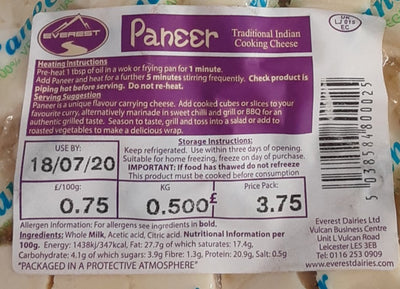 EVEREST
Paneer
Traditional Indian
Cooking Cheese
UK
LJ 019
EC
Heating Instructions
Pre-heat 1 tbsp of oil in a wok or frying pan for 1 minute.
Add Paneer and heat for a further 5 minutes stirring frequently. Check product is
piping hot before serving. Do not re-heat.
Serving Suggestion
Paneer is a unique flavour carrying cheese. Add cooked cubes or slices to your
favourite curry, alternatively marinade in sweet chilli and grill or BBQ for an
authentic grilled taste. Season to taste, grill and toss into a salad or add to
roasted vegetables to make a delicious wrap.
USE BY:
18/07/20
Storage Instructions:
Keep refrigerated. Use within three days of opening.
Suitable for home freezing, freeze on day of purchase.
IMPORTANT: If food has thawed do not refreeze
This product must be cooked before consumption
£/100g:
0.75
KG
0.500
£
Price Pack:
3.75
5 038584 800025
Allergen Information: For allergens see ingredients in bold.
Ingredients: Whole Milk, Acetic acid, Citric acid. Nutritional Information per
100g. Energy: 1438kj/347kcal, Fat: 27.7g of which saturates: 17.4g,
Carbohydrate: 4.1g of which sugars: 3.9g Fibre: 1.3g, Protein: 20.9g, Salt: 0.5g
"PACKAGED IN A PROTECTIVE ATMOSPHERE"
Everest Dairies Ltd
Vulcan Business Centre
Unit L Vulcan Road
Leicester LE5 3EB
Tel: 0116 253 0909
www.everestdairies.com